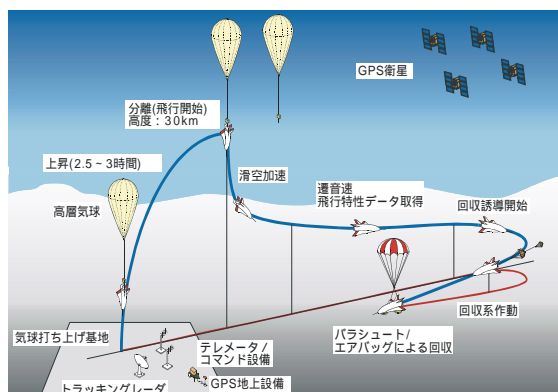 GPS衛星
分離(飛行開始)
高度：30km
上昇(2.5～3時間)
滑空加速
遷音速
飛行特性データ取得
回収誘導開始
高層気球
回収系作動
気球打ち上げ基地
テレメータ/
コマンド設備
パラシュート/
エアバッグによる回収
トラッキングレーダ
GPS地上設備